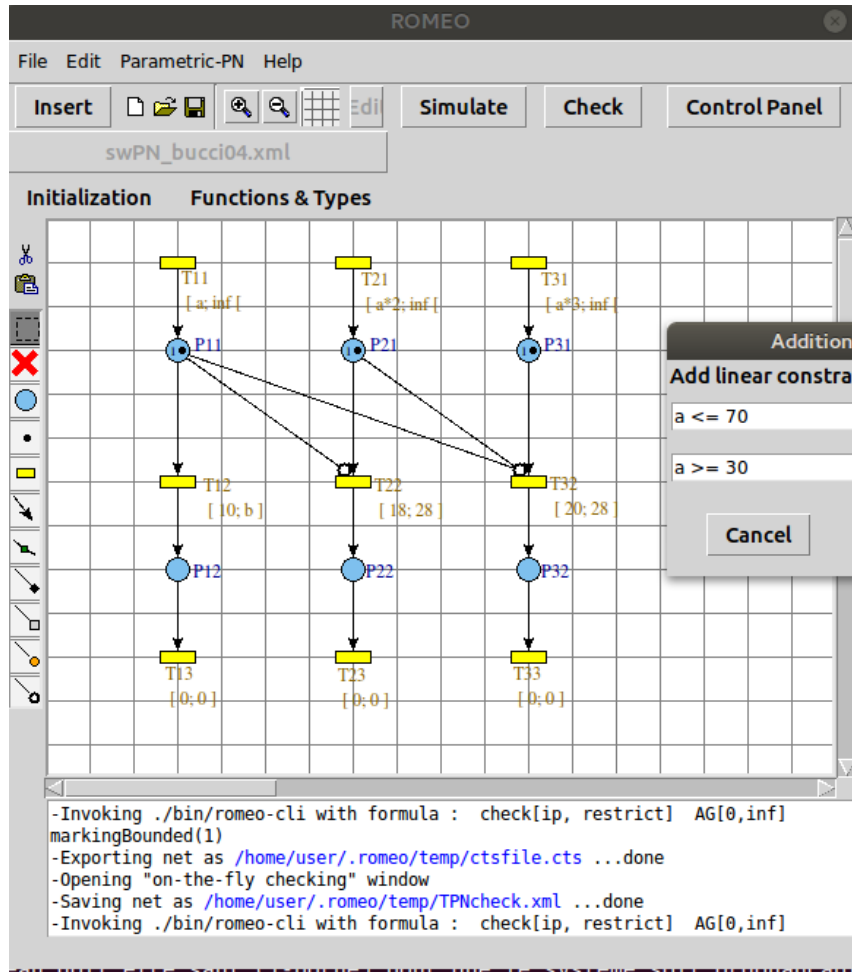 ROMEO
File Edit Parametric-PN Help
Insert Edit Simulate Check Control Panel
swPN_bucci04.xml
Initialization Functions & Types
T11 T21 T31
[ a; inf [ [ a*2; inf [ [ a*3; inf [
P11 P21 P31
1 1 1
Addition
Add linear constra
a <= 70
a >= 30
Cancel
T12 T22 T32
[ 10; b ] [ 18; 28 ] [ 20; 28 ]
P12 P22 P32
T13 T23 T33
[ 0; 0 ] [ 0; 0 ] [ 0; 0 ]
-Invoking ./bin/romeo-cli with formula : check[ip, restrict] AG[0,inf]
markingBounded(1)
-Exporting net as /home/user/.romeo/temp/ctsfile.cts ...done
-Opening "on-the-fly checking" window
-Saving net as /home/user/.romeo/temp/TPNcheck.xml ...done
-Invoking ./bin/romeo-cli with formula : check[ip, restrict] AG[0,inf]